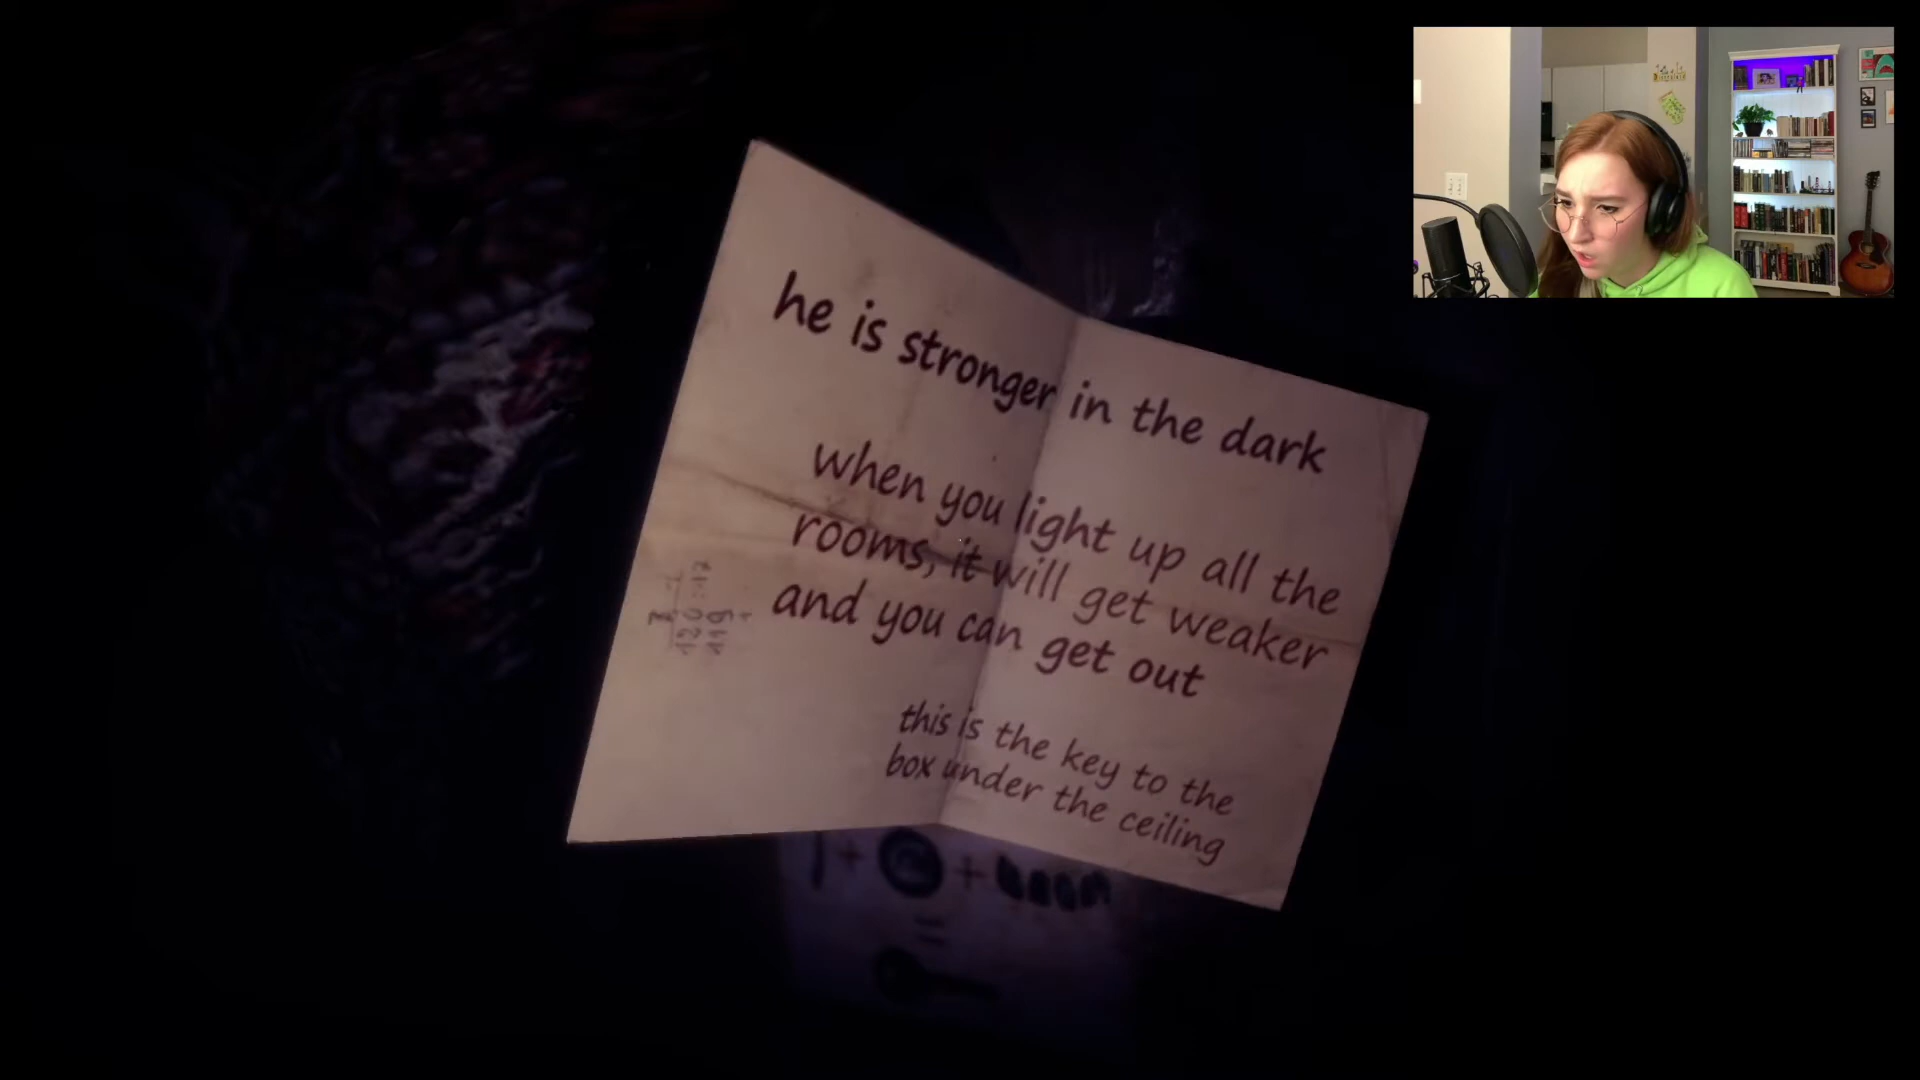 he is stronger in the dark
when you light up all the
rooms, it will get weaker
and you can get out
this is the key to the
box under the ceiling